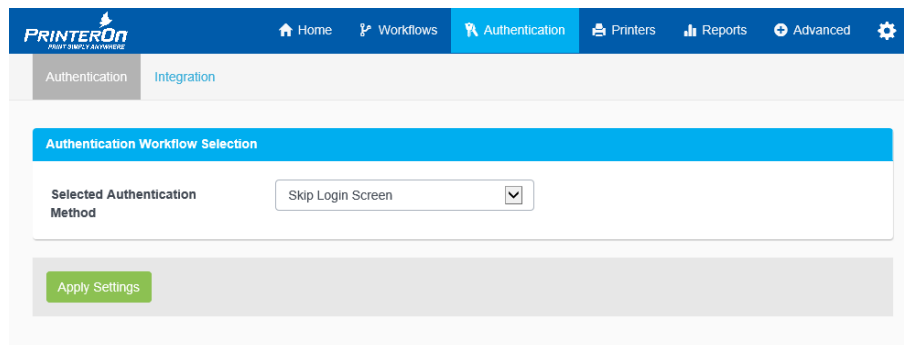 PRINTERON
PRINT SIMPLY ANYWHERE
Home Workflows Authentication Printers Reports Advanced
Authentication Integration
Authentication Workflow Selection
Selected Authentication Skip Login Screen
Method
Apply Settings